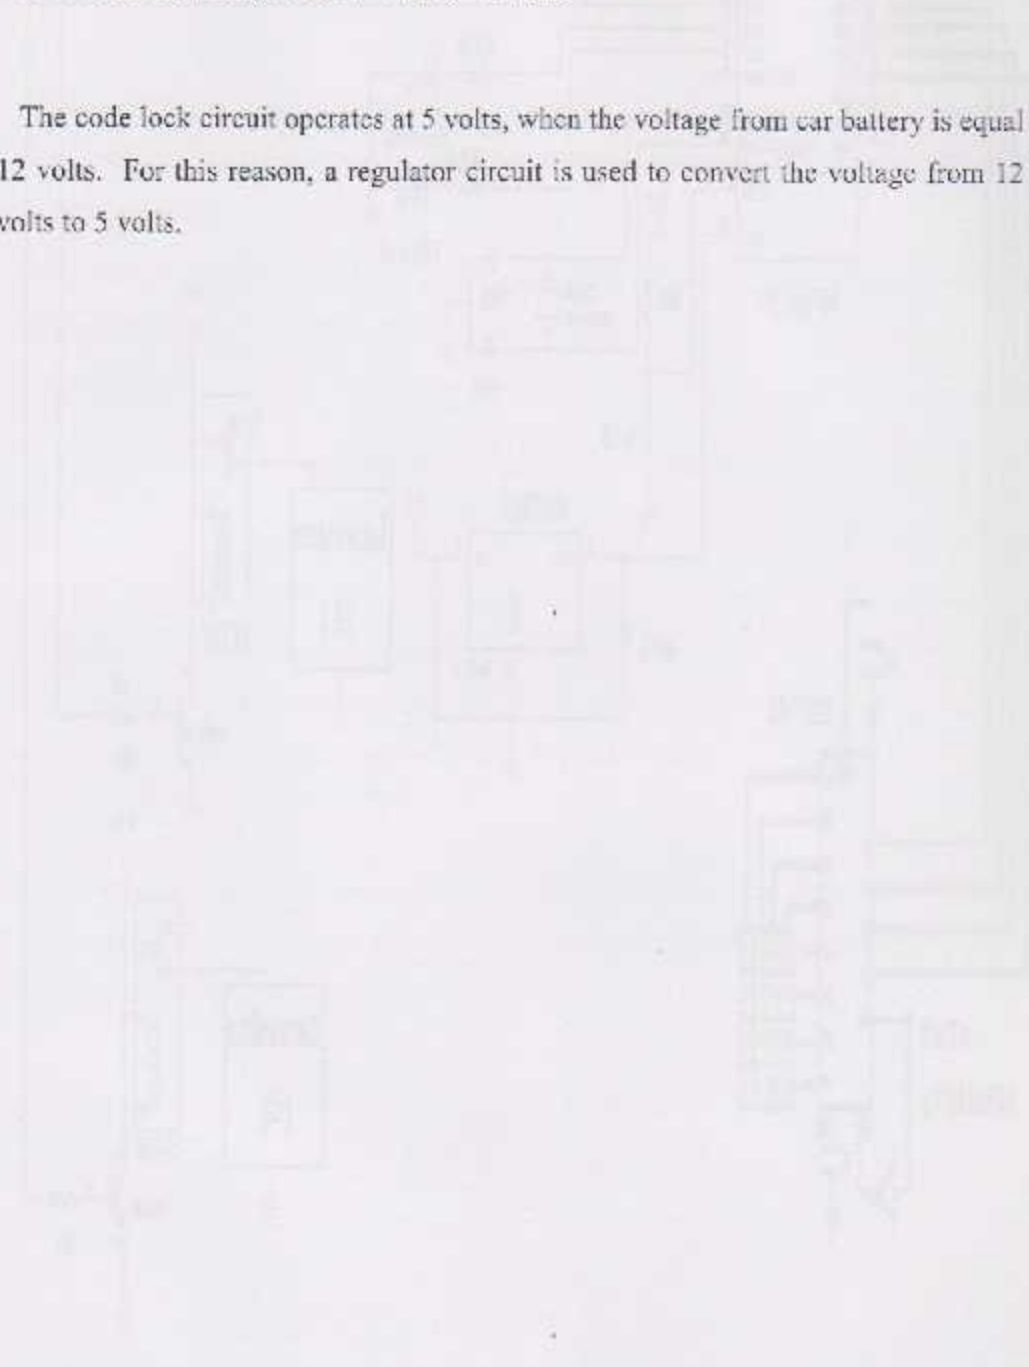 The code lock circuit operates at 5 volts, when the voltage from car battery is equal
12 volts. For this reason, a regulator circuit is used to convert the voltage from 12
volts to 5 volts.